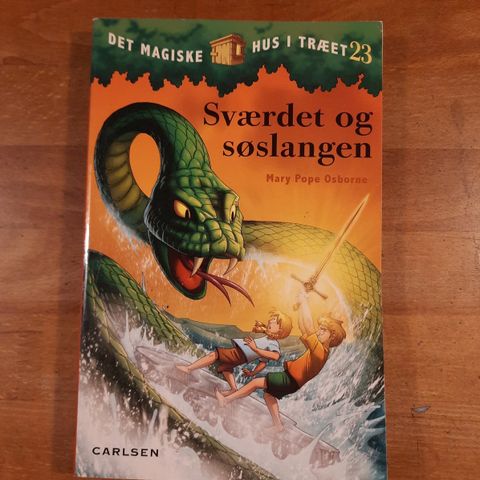 DET MAGISKE HUS I TRÆET 23
Sværdet og
søslangen
Mary Pope Osborne
CARLSEN